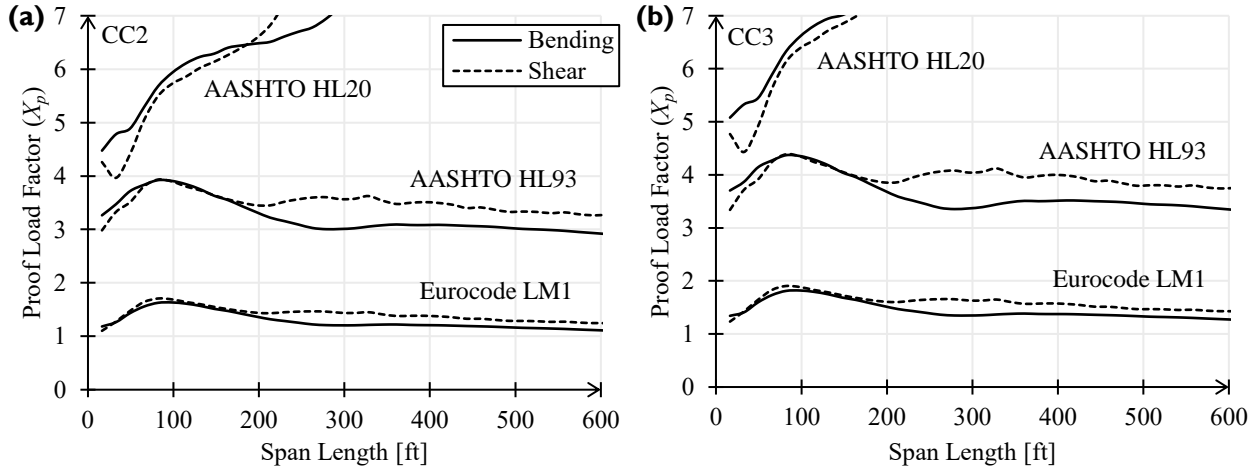 (a)
CC2
Bending
Shear
AASHTO HL20
AASHTO HL93
Eurocode LM1
Proof Load Factor (Xp)
7
6
5
4
3
2
1
0
0 100 200 300 400 500 600
Span Length [ft]
(b)
CC3
AASHTO HL20
AASHTO HL93
Eurocode LM1
Proof Load Factor (Xp)
7
6
5
4
3
2
1
0
0 100 200 300 400 500 600
Span Length [ft]